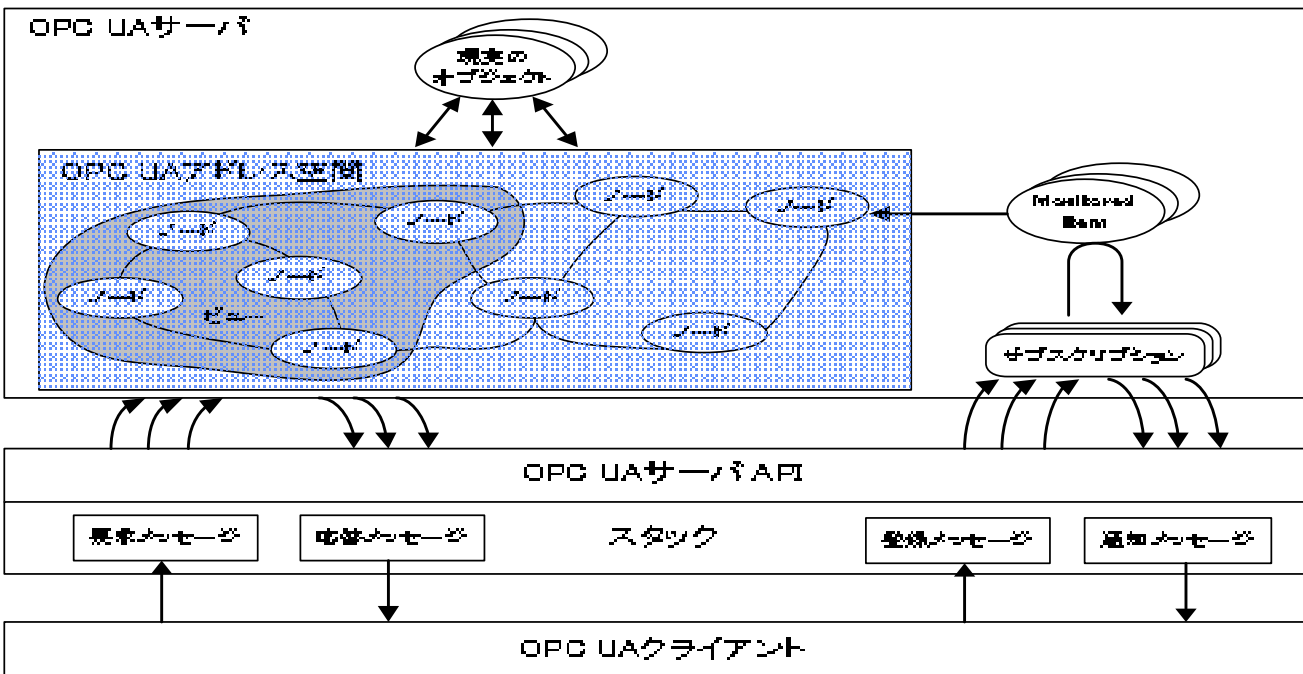 OPC UAサーバ
現実の
オブジェクト
OPC UAアドレス空間
ノード
ノード
ノード
ノード
Monitored
Item
ノード
ノード
ノード
ビュー
ノード
ノード
サブスクリプション
OPC UAサーバAPI
要求メッセージ
応答メッセージ
スタック
登録メッセージ
通知メッセージ
OPC UAクライアント